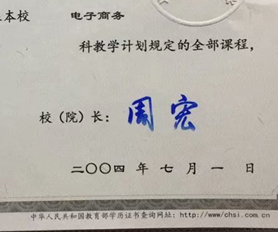 本校 电子商务
科教学计划规定的全部课程,
校（院）长：周宪
二〇〇四 年 七 月 一 日
中华人民共和国教育部学历证书查询网址：http://www.chsi.com.cn